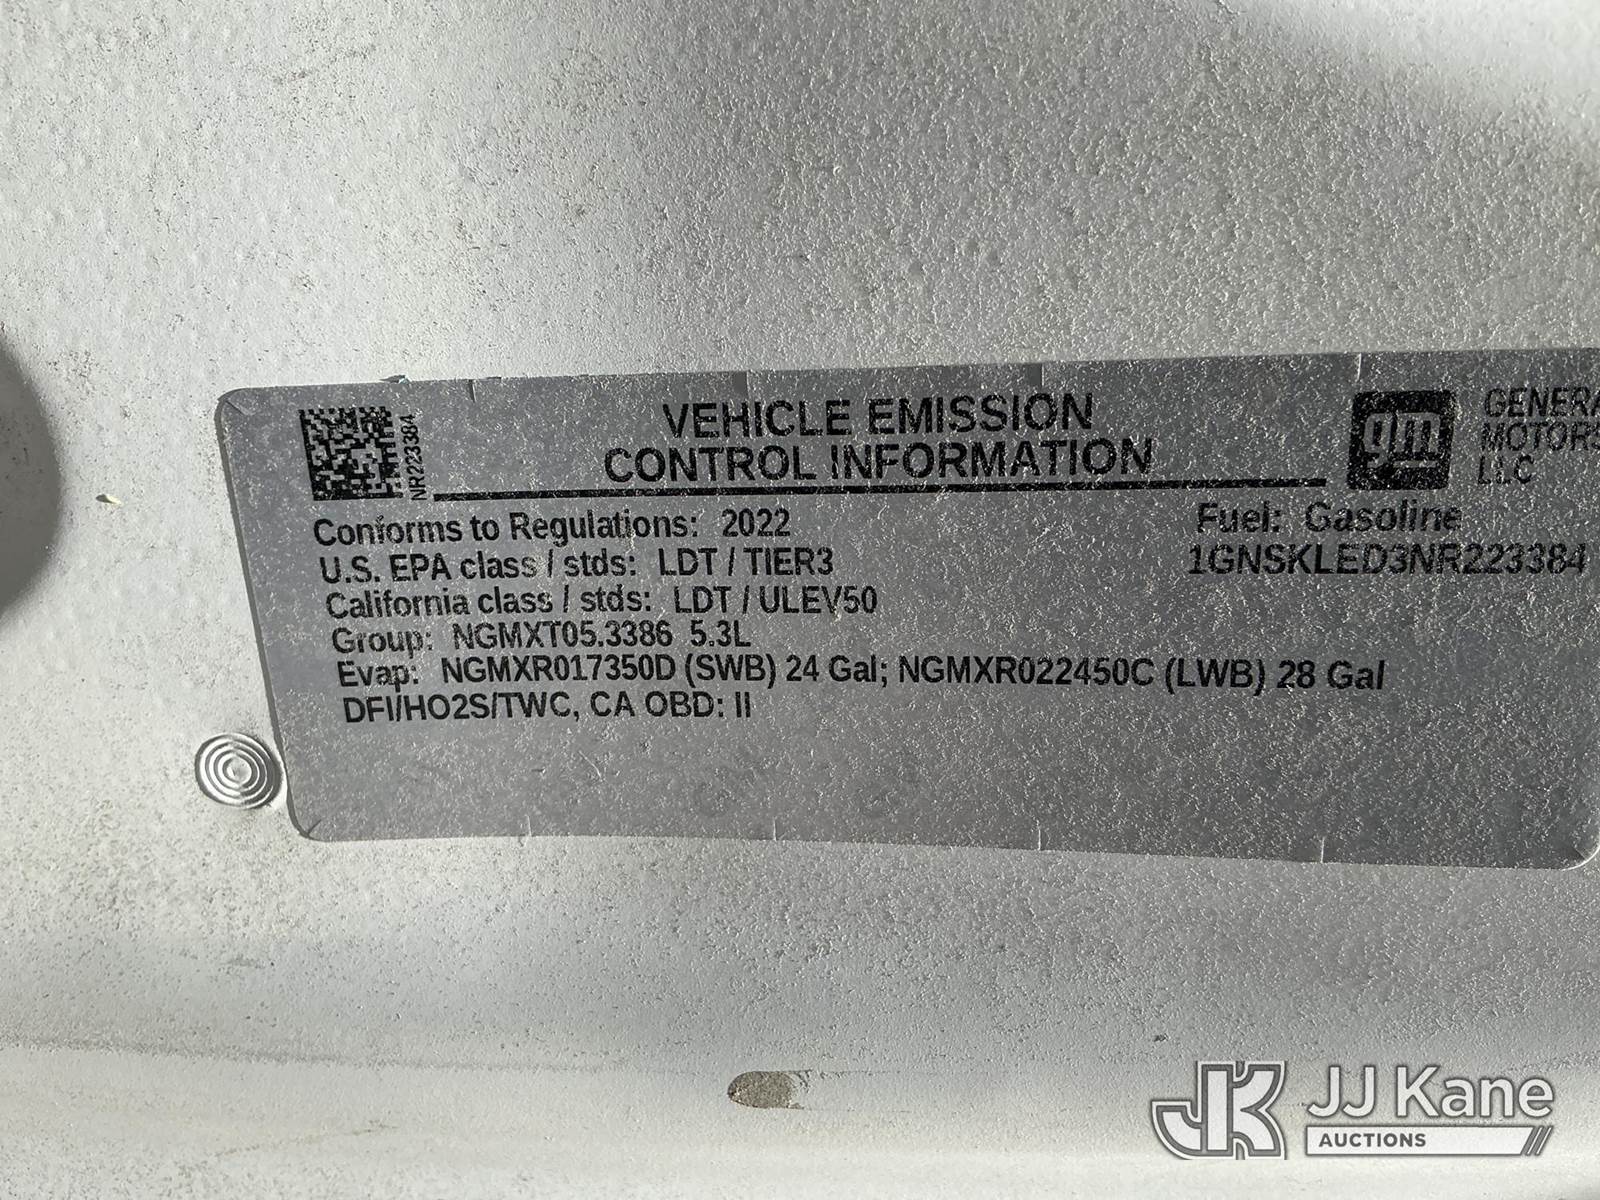 VEHICLE EMISSION
CONTROL INFORMATION
NR223384
gm
GENERA
MOTORS
LLC
Conforms to Regulations: 2022
Fuel: Gasoline
U.S. EPA class / stds: LDT / TIER3
1GNSKLED3NR223384
California class / stds: LDT / ULEV50
Group: NGMXT05.3386 5.3L
Evap: NGMXR017350D (SWB) 24 Gal; NGMXR022450C (LWB) 28 Gal
DFI/HO2S/TWC, CA OBD: II
JK JJ Kane
AUCTIONS